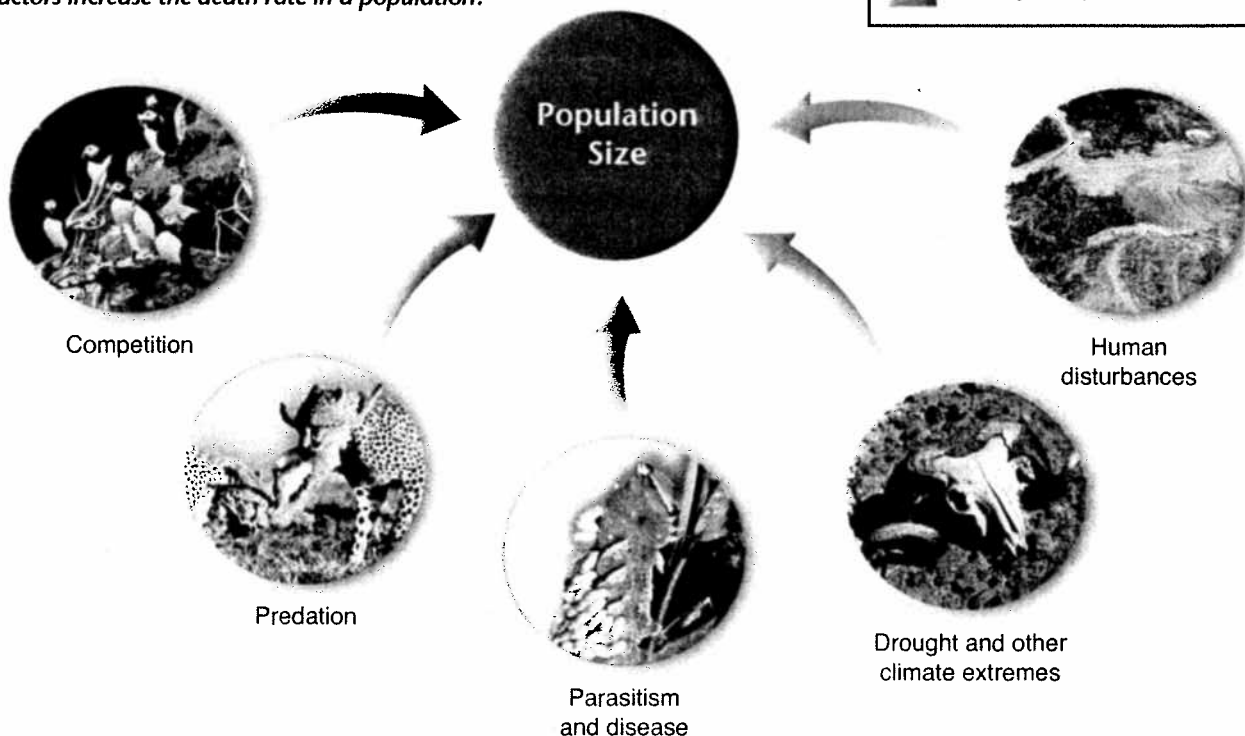 actors increase the death rate in a population?
Population
Size
Competition
Human
disturbances
Predation
Drought and other
climate extremes
Parasitism
and disease